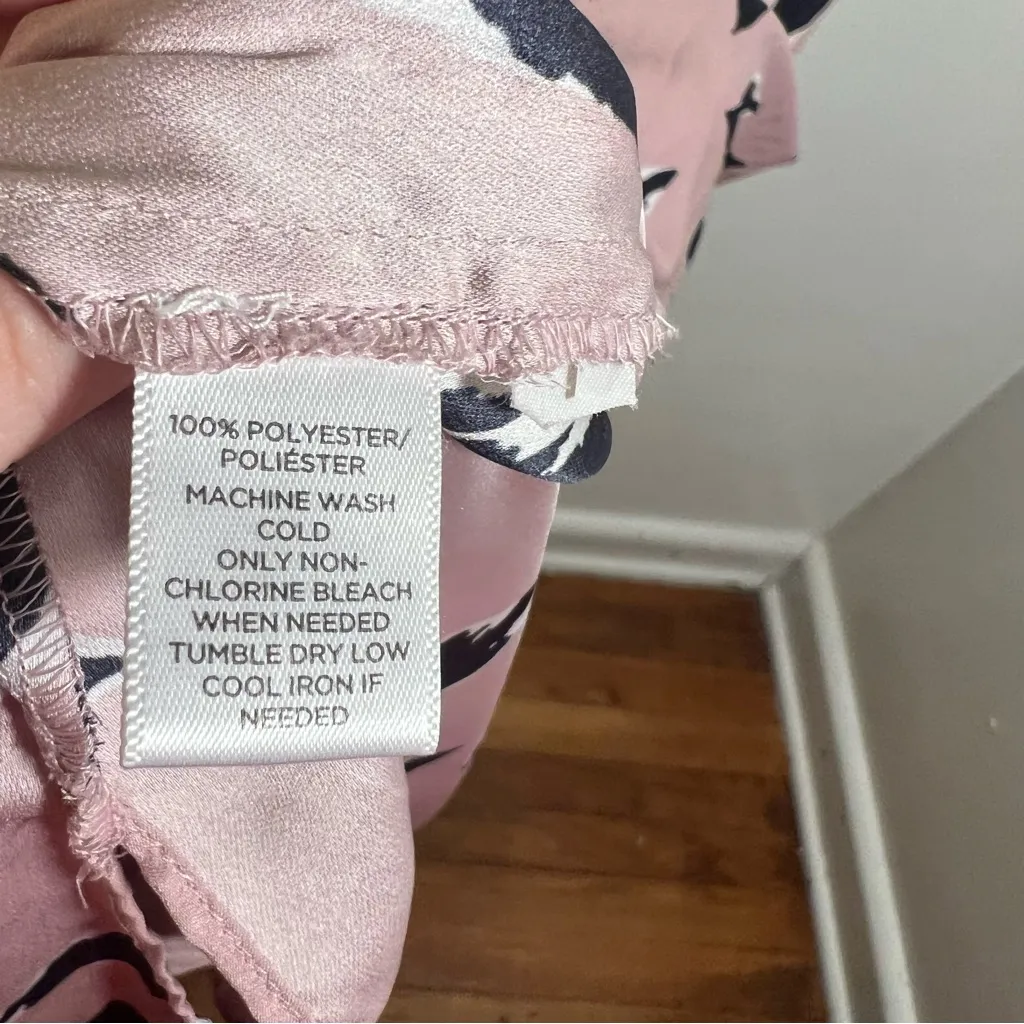 100% POLYESTER/
POLIÉSTER
MACHINE WASH
COLD
ONLY NON-
CHLORINE BLEACH
WHEN NEEDED
TUMBLE DRY LOW
COOL IRON IF
NEEDED